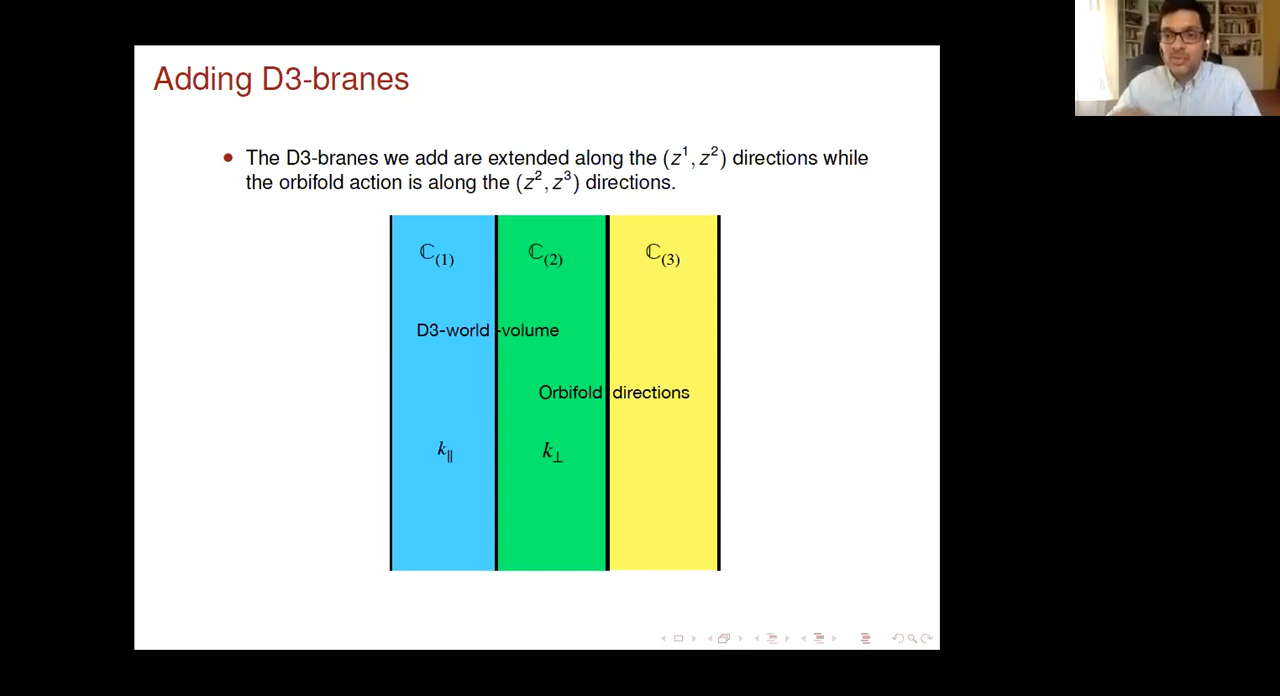 Adding D3-branes
• The D3-branes we add are extended along the (z¹, z²) directions while
the orbifold action is along the (z², z³) directions.
ℂ(1) ℂ(2) ℂ(3)
D3-world -volume
Orbifold directions
k∥ k⊥